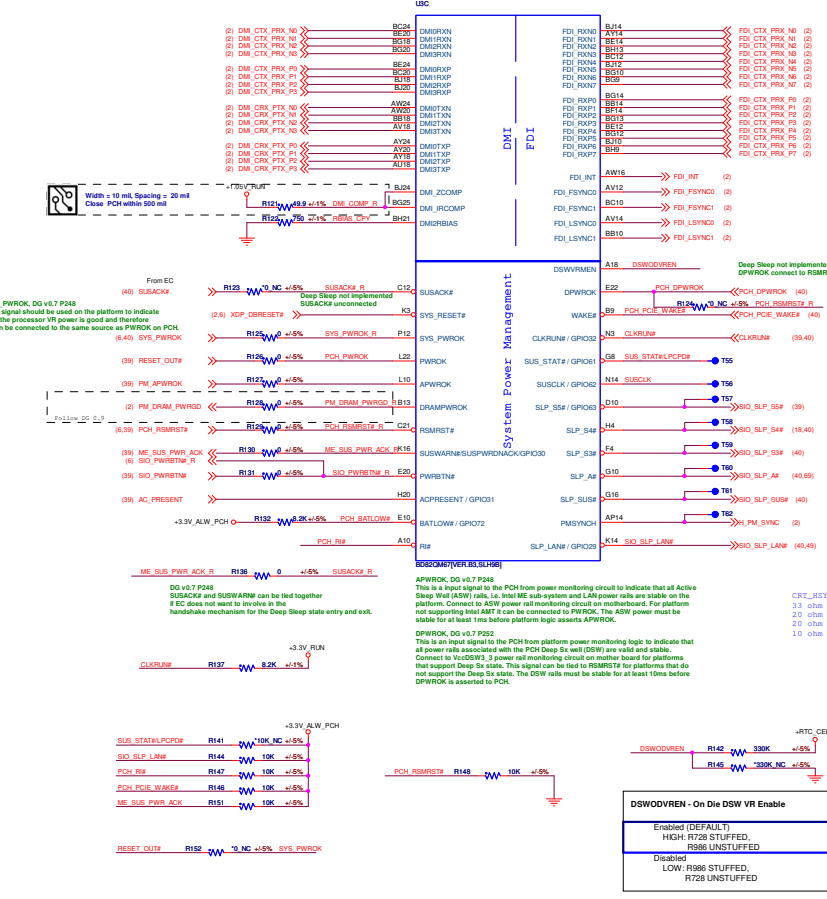 U3C
(2) DMI_CTX_PRX_N0 BC24 DMI0RXN
(2) DMI_CTX_PRX_N1 BE20 DMI1RXN
(2) DMI_CTX_PRX_N2 BG18 DMI2RXN
(2) DMI_CTX_PRX_N3 BG20 DMI3RXN
(2) DMI_CTX_PRX_P0 BE24 DMI0RXP
(2) DMI_CTX_PRX_P1 BC20 DMI1RXP
(2) DMI_CTX_PRX_P2 BJ18 DMI2RXP
(2) DMI_CTX_PRX_P3 BJ20 DMI3RXP
(2) DMI_CRX_PTX_N0 AW24 DMI0TXN
(2) DMI_CRX_PTX_N1 AW20 DMI1TXN
(2) DMI_CRX_PTX_N2 BB18 DMI2TXN
(2) DMI_CRX_PTX_N3 AV18 DMI3TXN
(2) DMI_CRX_PTX_P0 AY24 DMI0TXP
(2) DMI_CRX_PTX_P1 AY20 DMI1TXP
(2) DMI_CRX_PTX_P2 AY18 DMI2TXP
(2) DMI_CRX_PTX_P3 AU18 DMI3TXP
DMI
FDI
FDI_RXN0 BJ14 FDI_CTX_PRX_N0 (2)
FDI_RXN1 AY14 FDI_CTX_PRX_N1 (2)
FDI_RXN2 BE14 FDI_CTX_PRX_N2 (2)
FDI_RXN3 BH13 FDI_CTX_PRX_N3 (2)
FDI_RXN4 BC12 FDI_CTX_PRX_N4 (2)
FDI_RXN5 BJ12 FDI_CTX_PRX_N5 (2)
FDI_RXN6 BG10 FDI_CTX_PRX_N6 (2)
FDI_RXN7 BG9 FDI_CTX_PRX_N7 (2)
FDI_RXP0 BG14 FDI_CTX_PRX_P0 (2)
FDI_RXP1 BB14 FDI_CTX_PRX_P1 (2)
FDI_RXP2 BF14 FDI_CTX_PRX_P2 (2)
FDI_RXP3 BG13 FDI_CTX_PRX_P3 (2)
FDI_RXP4 BE12 FDI_CTX_PRX_P4 (2)
FDI_RXP5 BG12 FDI_CTX_PRX_P5 (2)
FDI_RXP6 BJ10 FDI_CTX_PRX_P6 (2)
FDI_RXP7 BH9 FDI_CTX_PRX_P7 (2)
FDI_INT AW16 FDI_INT (2)
FDI_FSYNC0 AV12 FDI_FSYNC0 (2)
FDI_FSYNC1 BC10 FDI_FSYNC1 (2)
FDI_LSYNC0 AV14 FDI_LSYNC0 (2)
FDI_LSYNC1 BB10 FDI_LSYNC1 (2)
Width = 10 mil, Spacing = 20 mil
Close PCH within 500 mil
+1.05V_RUN
BJ24 DMI_ZCOMP
R121 49.9 +/-1% DMI_COMP_R BG25 DMI_IRCOMP
R122 750 +/-1% RBIAS_CPY BH21 DMI2RBIAS
System Power Management
DSWVRMEN A18 DSWODVREN
Deep Sleep not implemente
DPWROK connect to RSMR
From EC
(40) SUSACK# R123 *0_NC +/-5% SUSACK#_R C12 SUSACK#
Deep Sleep not implemented
SUSACK# unconnected
(2,6) XDP_DBRESET# K3 SYS_RESET#
_PWROK, DG v0.7 P248
signal should be used on the platform to indicate
the processor VR power is good and therefore
n be connected to the same source as PWROK on PCH.
(6,40) SYS_PWROK R125 0 +/-5% SYS_PWROK_R P12 SYS_PWROK
(39) RESET_OUT# R126 0 +/-5% PCH_PWROK L22 PWROK
(39) PM_APWROK R127 0 +/-5% L10 APWROK
(2) PM_DRAM_PWRGD R128 0 +/-5% PM_DRAM_PWRGD_R B13 DRAMPWROK
Follow DG 0.9
(6,39) PCH_RSMRST# R129 0 +/-5% PCH_RSMRST#_R C21 RSMRST#
(39) ME_SUS_PWR_ACK R130 0 +/-5% ME_SUS_PWR_ACK_R K16 SUSWARN#/SUSPWRDNACK/GPIO30
(6) SIO_PWRBTN#_R
(39) SIO_PWRBTN# R131 0 +/-5% SIO_PWRBTN#_R E20 PWRBTN#
(39) AC_PRESENT H20 ACPRESENT / GPIO31
+3.3V_ALW_PCH R132 8.2K +/-5% PCH_BATLOW# E10 BATLOW# / GPIO72
PCH_RI# A10 RI#
DPWROK E22 PCH_DPWROK PCH_DPWROK (40)
R124 *0_NC +/-5% PCH_RSMRST#_R
WAKE# B9 PCH_PCIE_WAKE# PCH_PCIE_WAKE# (40)
CLKRUN# / GPIO32 N3 CLKRUN# CLKRUN# (39,40)
SUS_STAT# / GPIO61 G8 SUS_STAT#/LPCPD# T55
SUSCLK / GPIO62 N14 SUSCLK T56
SLP_S5# / GPIO63 D10 T57 SIO_SLP_S5# (39)
SLP_S4# H4 T58 SIO_SLP_S4# (18,40)
SLP_S3# F4 T59 SIO_SLP_S3# (40)
SLP_A# G10 T60 SIO_SLP_A# (40,69)
SLP_SUS# G16 T61 SIO_SLP_SUS# (40)
PMSYNCH AP14 T62 H_PM_SYNC (2)
SLP_LAN# / GPIO29 K14 SIO_SLP_LAN# SIO_SLP_LAN# (40,49)
BD82QM67[VER.B3,SLH9B]
ME_SUS_PWR_ACK_R R136 0 +/-5% SUSACK#_R
DG v0.7 P248
SUSACK# and SUSWARN# can be tied together
if EC does not want to involve in the
handshake mechanism for the Deep Sleep state entry and exit.
APWROK, DG v0.7 P248
This is a input signal to the PCH from power monitoring circuit to indicate that all Active
Sleep Well (ASW) rails, i.e. Intel ME sub-system and LAN power rails are stable on the
platform. Connect to ASW power rail monitoring circuit on motherboard. For platform
not supporting Intel AMT it can be connected to PWROK. The ASW power must be
stable for at least 1ms before platform logic asserts APWROK.
DPWROK, DG v0.7 P252
This is an input signal to the PCH from platform power monitoring logic to indicate that
all power rails associated with the PCH Deep Sx well (DSW) are valid and stable.
Connect to VccDSW3_3 power rail monitoring circuit on mother board for platforms
that support Deep Sx state. This signal can be tied to RSMRST# for platforms that do
not support the Deep Sx state. The DSW rails must be stable for at least 10ms before
DPWROK is asserted to PCH.
CRT_HSY
33 ohm
20 ohm
20 ohm
10 ohm
+3.3V_RUN
CLKRUN# R137 8.2K +/-1%
+3.3V_ALW_PCH
SUS_STAT#/LPCPD# R141 *10K_NC +/-5%
SIO_SLP_LAN# R144 10K +/-5%
PCH_RI# R147 10K +/-5%
PCH_PCIE_WAKE# R146 10K +/-5%
ME_SUS_PWR_ACK R151 10K +/-5%
PCH_RSMRST# R148 10K +/-5%
RESET_OUT# R152 *0_NC +/-5% SYS_PWROK
+RTC_CEL
DSWODVREN R142 330K +/-5%
R145 *330K_NC +/-5%
DSWODVREN - On Die DSW VR Enable
Enabled (DEFAULT)
HIGH: R728 STUFFED,
R986 UNSTUFFED
Disabled
LOW: R986 STUFFED,
R728 UNSTUFFED